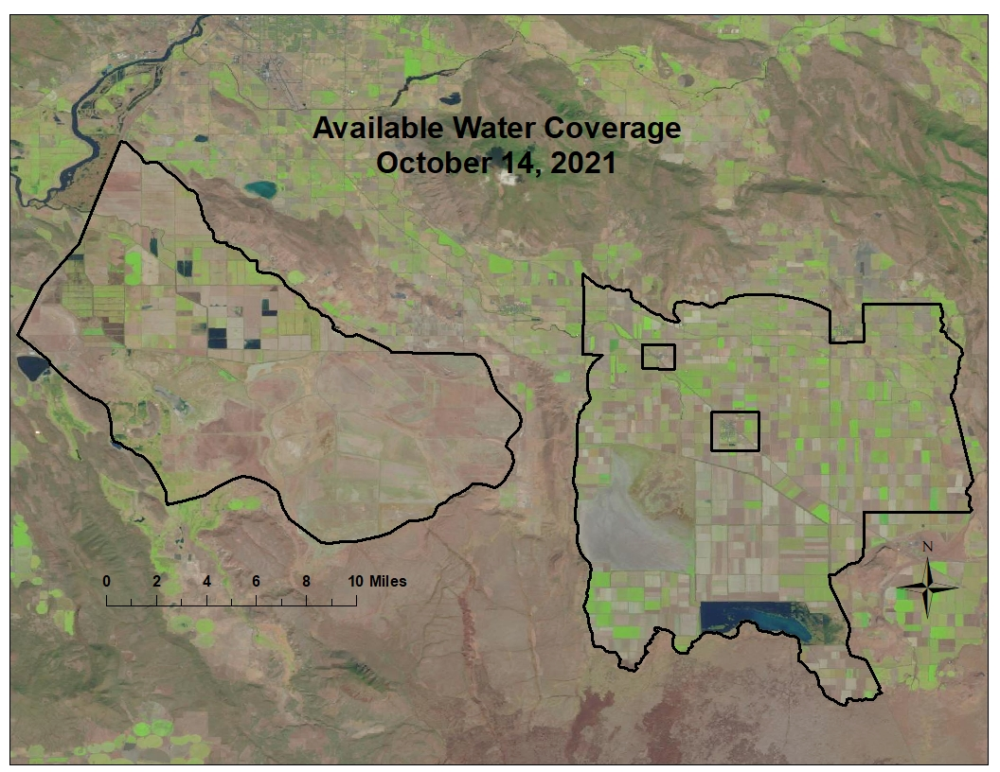 Available Water Coverage
October 14, 2021
N
0 2 4 6 8 10 Miles